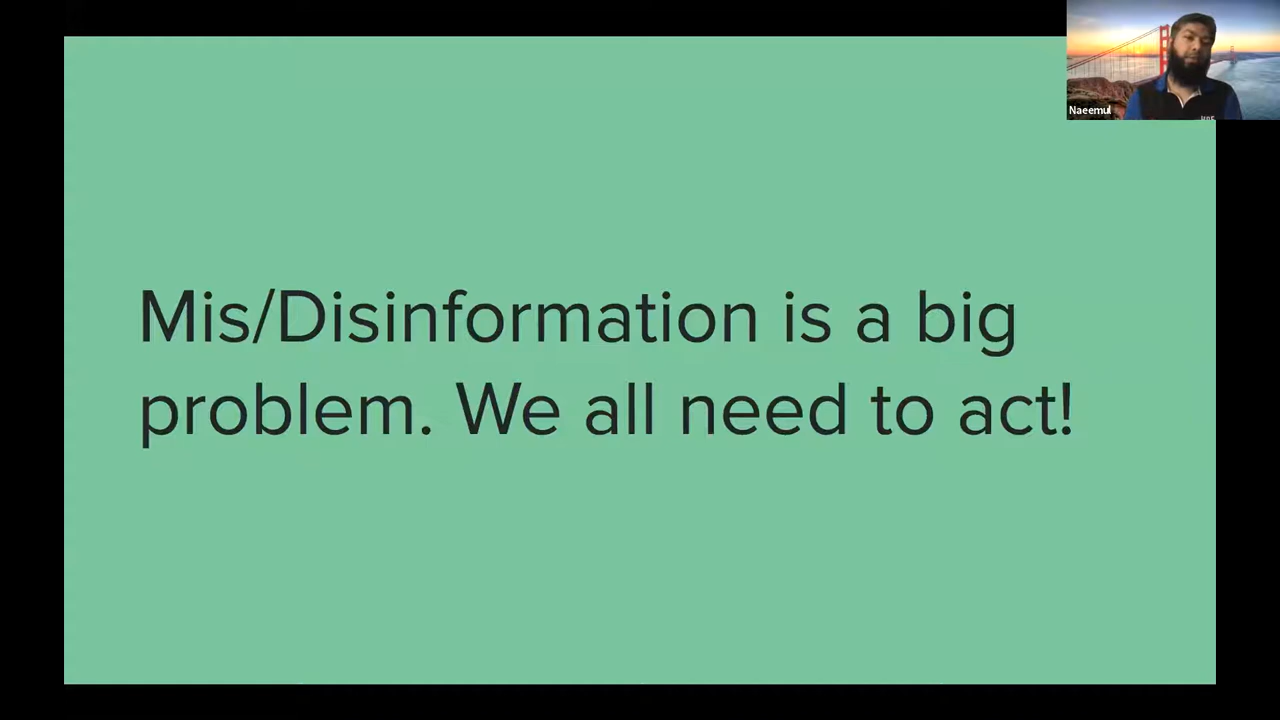 Naeemul
Mis/Disinformation is a big
problem. We all need to act!